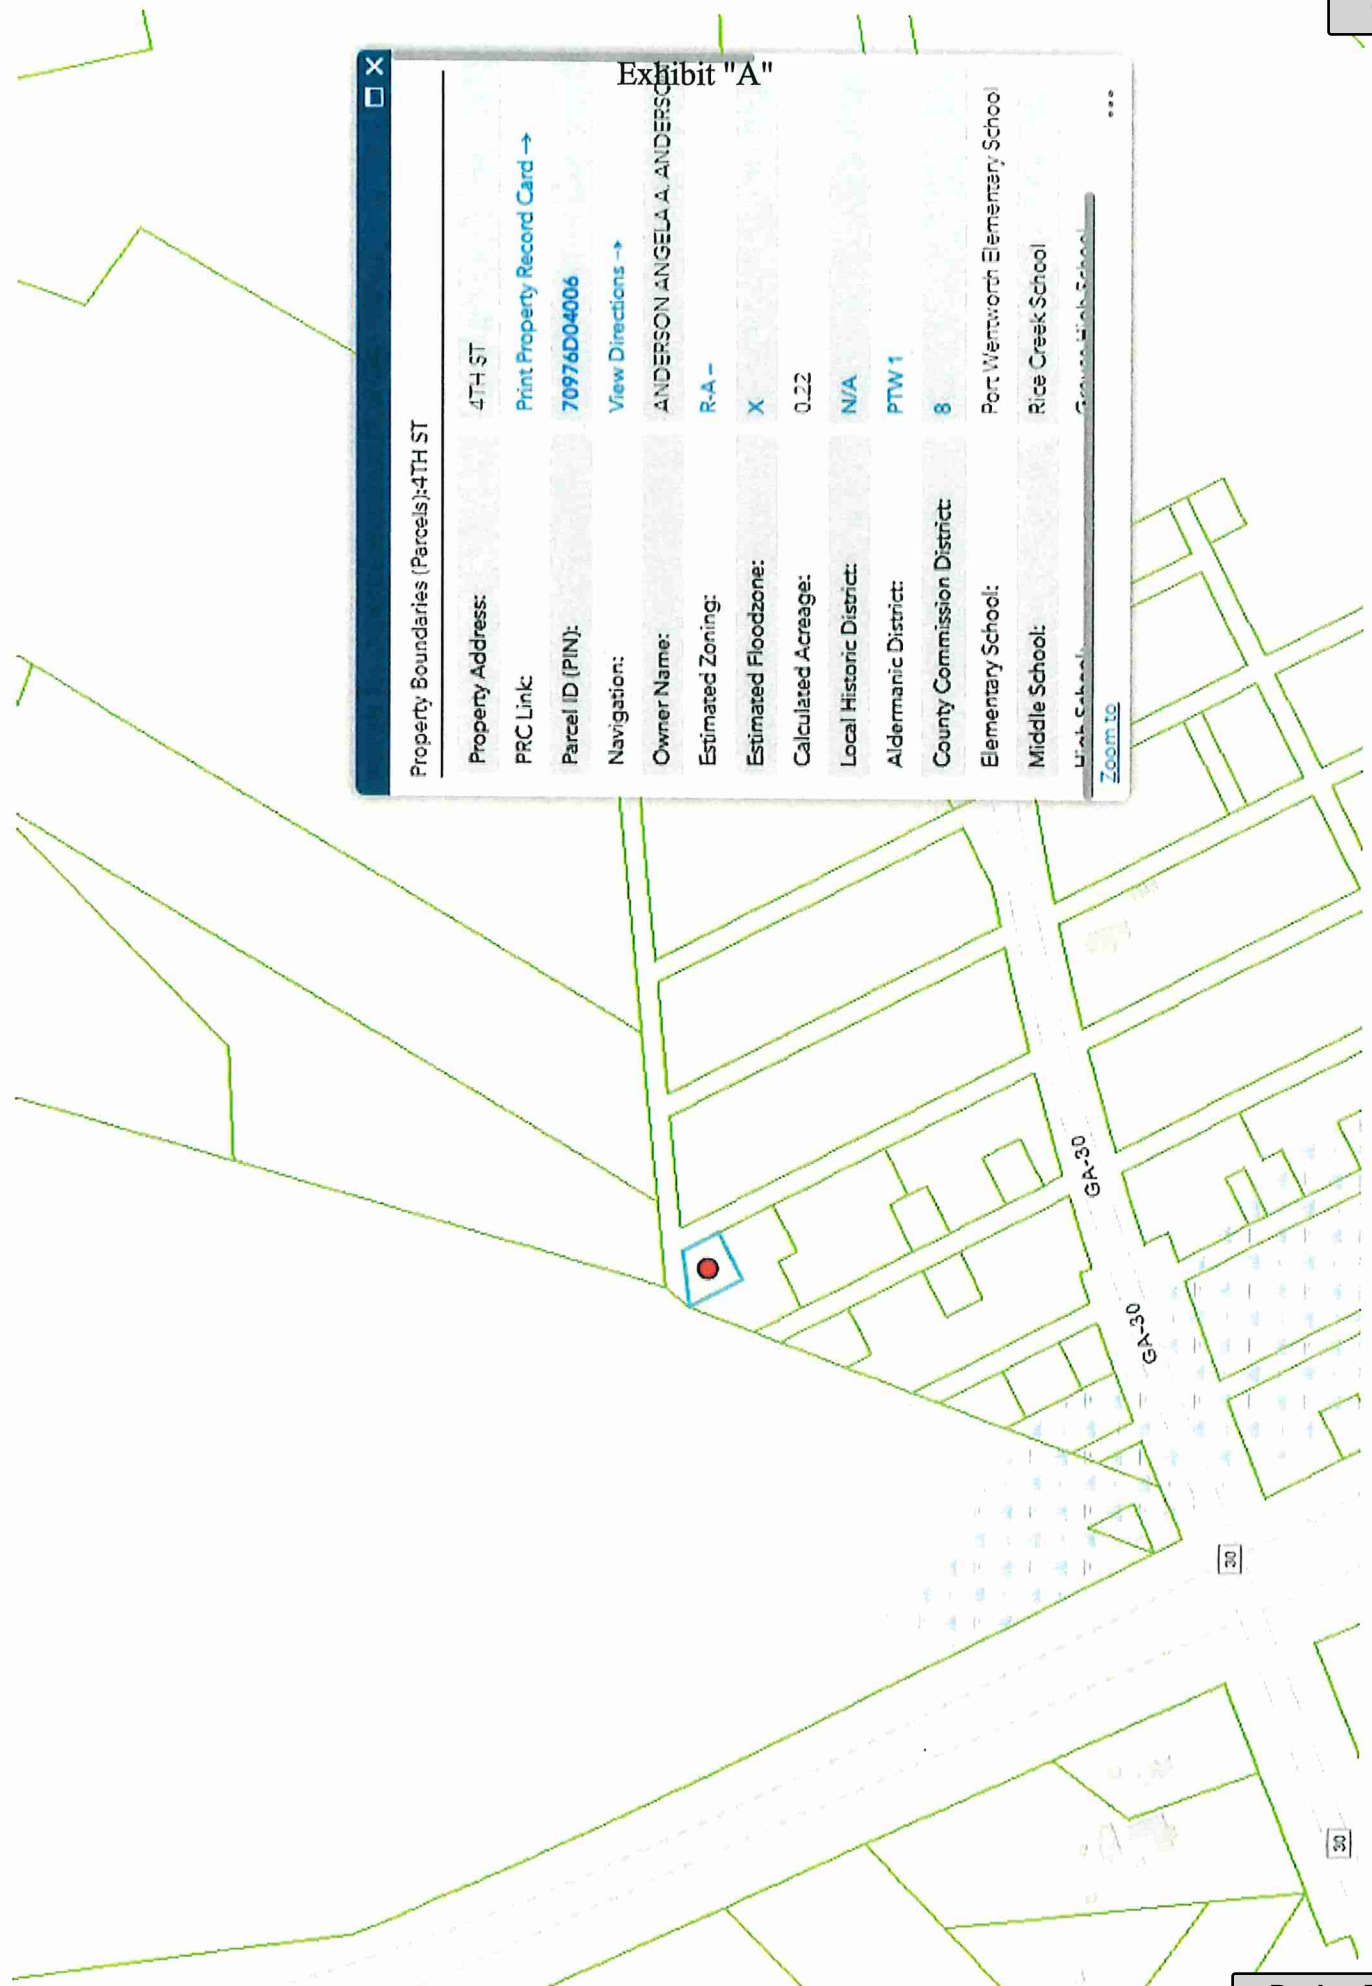 Exhibit "A"
Property Boundaries (Parcels):4TH ST
Property Address: 4TH ST
PRC Link: Print Property Record Card →
Parcel ID (PIN): 70976D04006
Navigation: View Directions →
Owner Name: ANDERSON ANGELA A. ANDERSO
Estimated Zoning: R-A –
Estimated Floodzone: X
Calculated Acreage: 0.22
Local Historic District: N/A
Aldermanic District: PTW 1
County Commission District: 8
Elementary School: Port Wentworth Elementary School
Middle School: Rice Creek School
High School:
Zoom to
GA-30
GA-30
30
30